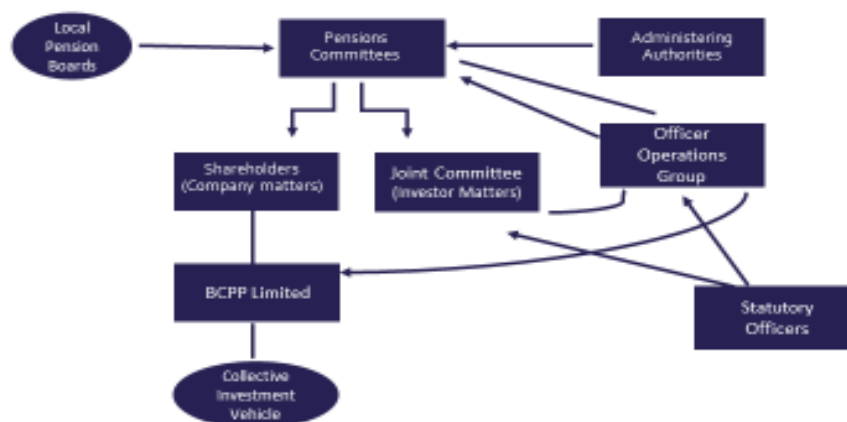 Local
Pension
Boards
Pensions
Committees
Administering
Authorities
Officer
Operations
Group
Shareholders
(Company matters)
Joint Committee
(Investor Matters)
BCPP Limited
Statutory
Officers
Collective
Investment
Vehicle